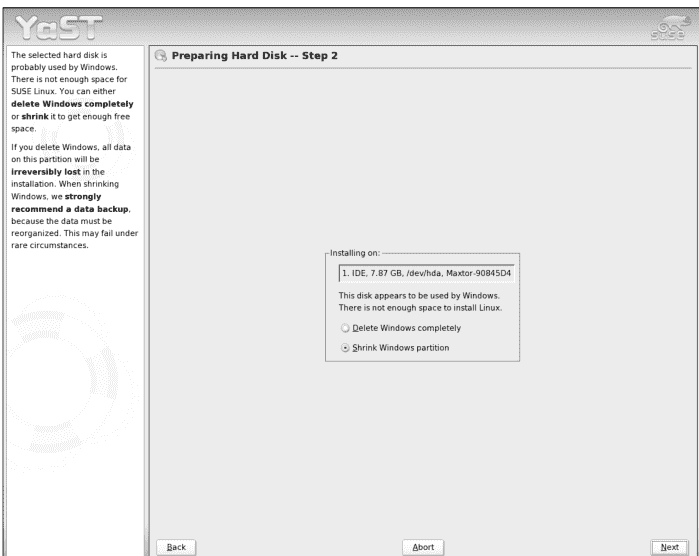 YaST
SUSE
The selected hard disk is
probably used by Windows.
There is not enough space for
SUSE Linux. You can either
delete Windows completely
or shrink it to get enough free
space.
If you delete Windows, all data
on this partition will be
irreversibly lost in the
installation. When shrinking
Windows, we strongly
recommend a data backup,
because the data must be
reorganized. This may fail under
rare circumstances.
Preparing Hard Disk -- Step 2
Installing on:
1. IDE, 7.87 GB, /dev/hda, Maxtor-90845D4
This disk appears to be used by Windows.
There is not enough space to install Linux.
Delete Windows completely
Shrink Windows partition
Back
Abort
Next